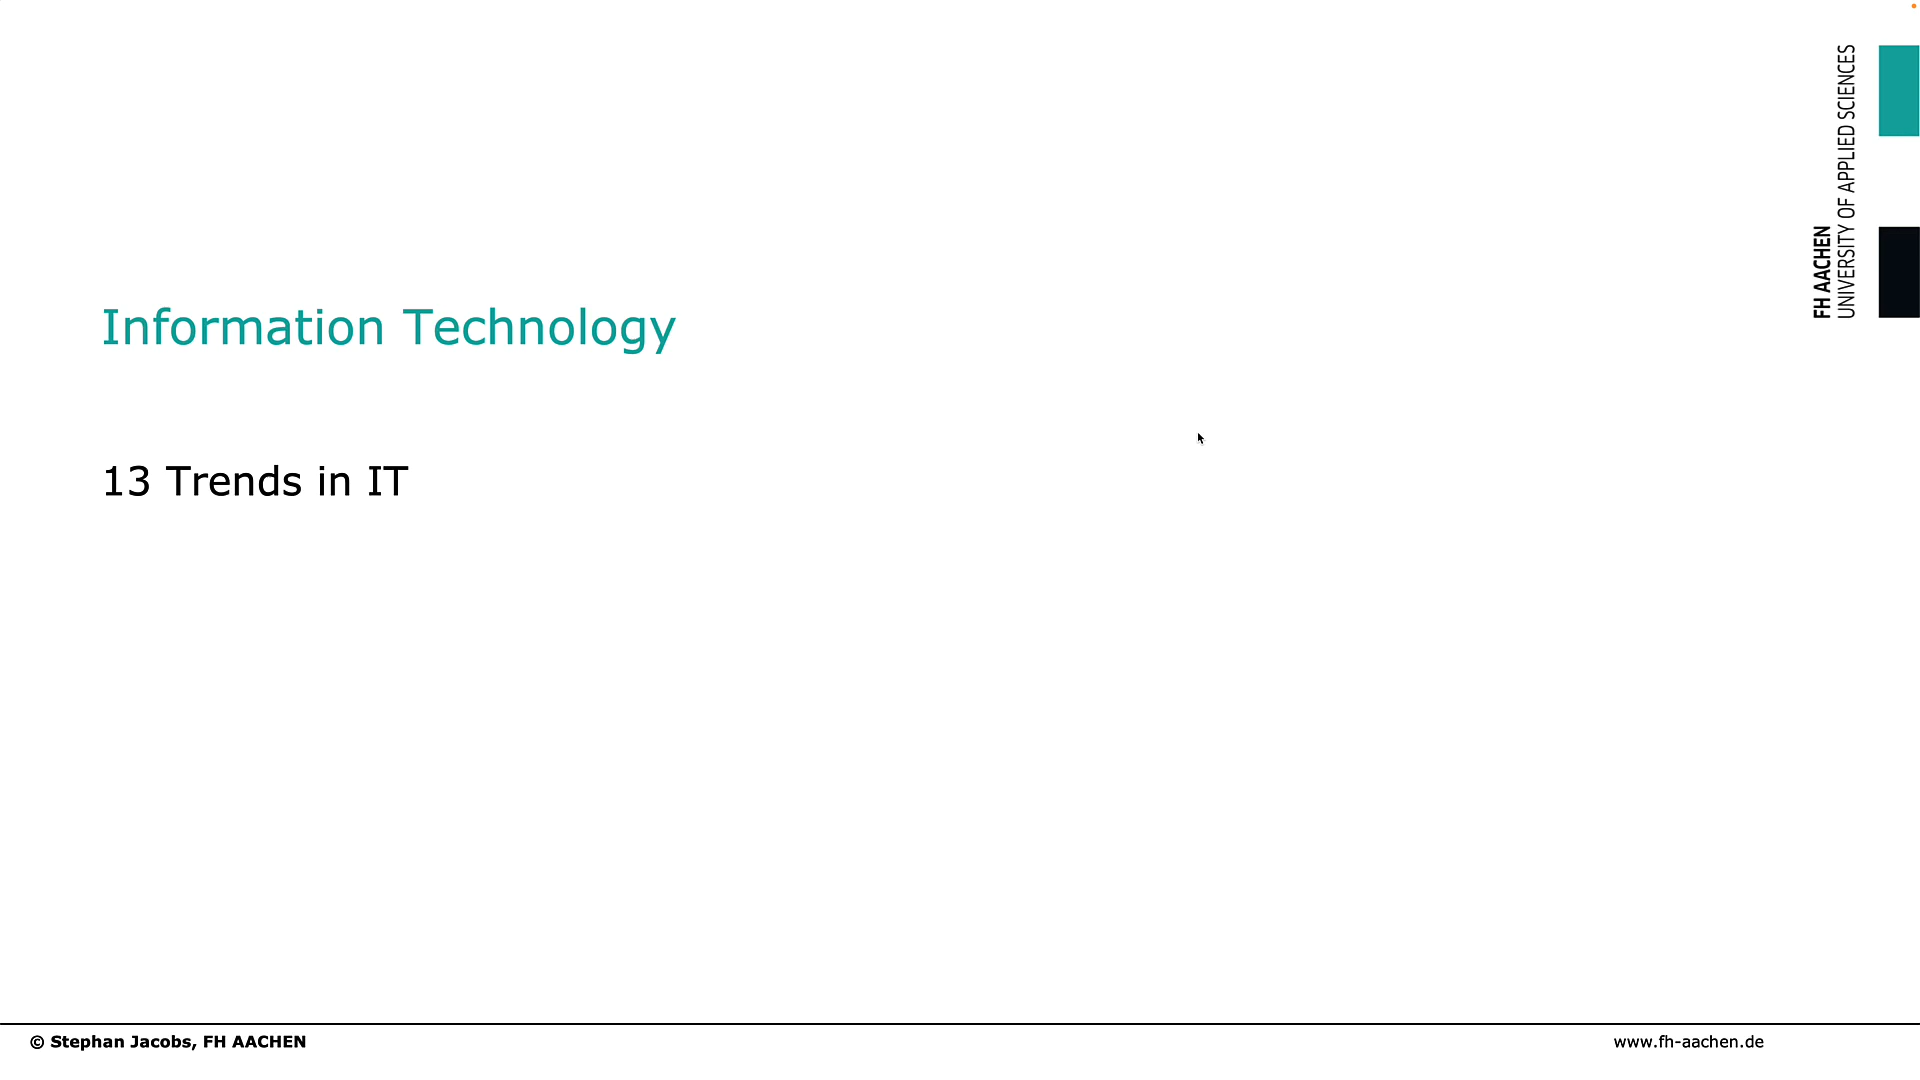 FH AACHEN
UNIVERSITY OF APPLIED SCIENCES
Information Technology
13 Trends in IT
© Stephan Jacobs, FH AACHEN
www.fh-aachen.de